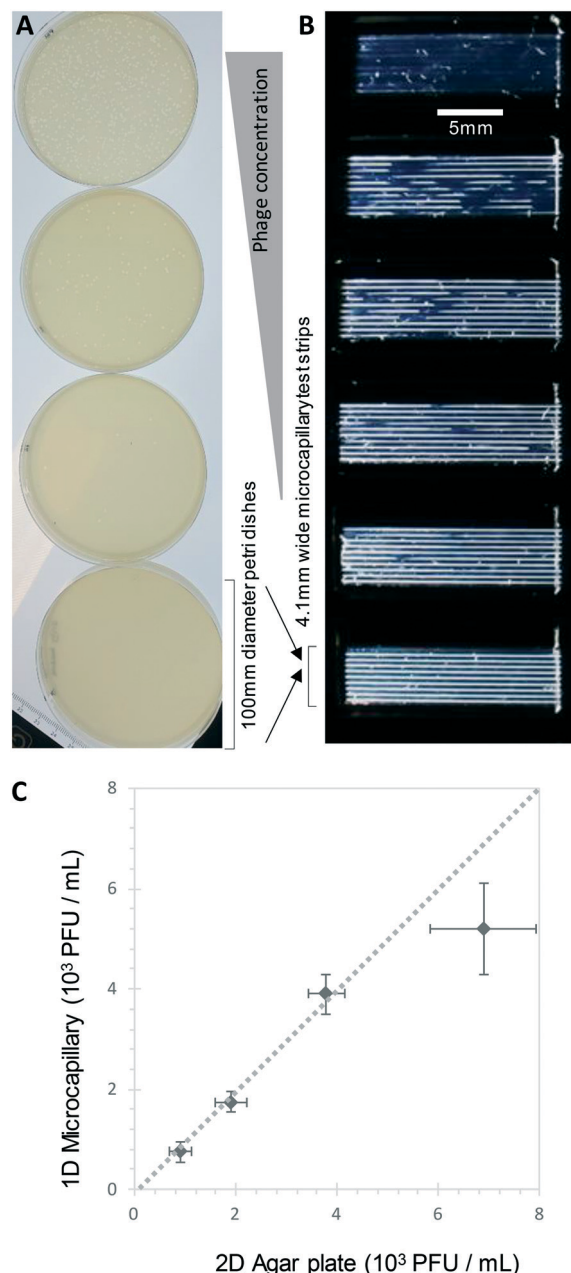 A
B
Phage concentration
5mm
4.1mm wide microcapillary test strips
100mm diameter petri dishes
C
8
6
4
2
0
0 2 4 6 8
1D Microcapillary (10³ PFU / mL)
2D Agar plate (10³ PFU / mL)